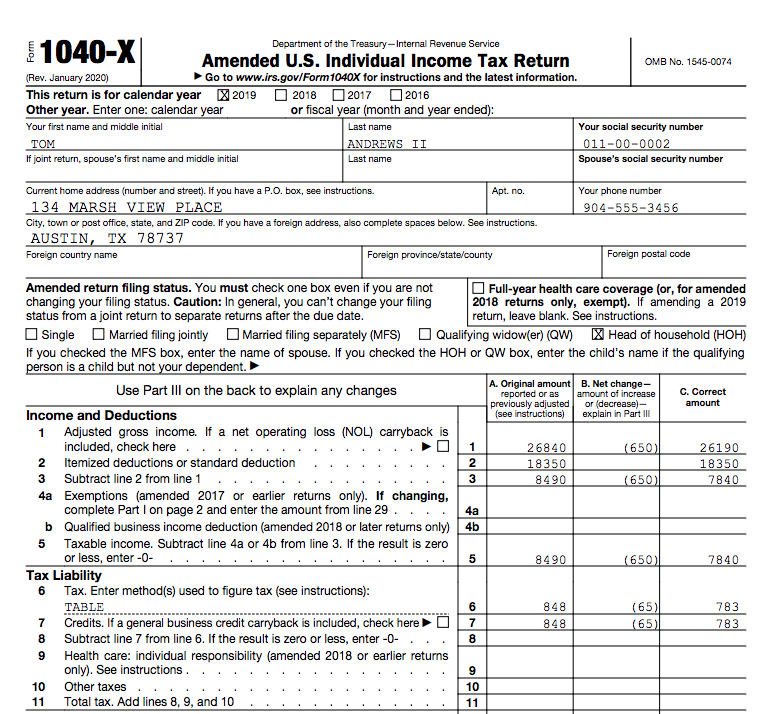 Form 1040-X
(Rev. January 2020)
Department of the Treasury—Internal Revenue Service
Amended U.S. Individual Income Tax Return
▶ Go to www.irs.gov/Form1040X for instructions and the latest information.
OMB No. 1545-0074
This return is for calendar year ☒ 2019 ☐ 2018 ☐ 2017 ☐ 2016
Other year. Enter one: calendar year or fiscal year (month and year ended):
Your first name and middle initial Last name Your social security number
TOM ANDREWS II 011-00-0002
If joint return, spouse's first name and middle initial Last name Spouse's social security number
Current home address (number and street). If you have a P.O. box, see instructions. Apt. no. Your phone number
134 MARSH VIEW PLACE 904-555-3456
City, town or post office, state, and ZIP code. If you have a foreign address, also complete spaces below. See instructions.
AUSTIN, TX 78737
Foreign country name Foreign province/state/county Foreign postal code
Amended return filing status. You must check one box even if you are not
changing your filing status. Caution: In general, you can't change your filing
status from a joint return to separate returns after the due date.
☐ Full-year health care coverage (or, for amended
2018 returns only, exempt). If amending a 2019
return, leave blank. See instructions.
☐ Single ☐ Married filing jointly ☐ Married filing separately (MFS) ☐ Qualifying widow(er) (QW) ☒ Head of household (HOH)
If you checked the MFS box, enter the name of spouse. If you checked the HOH or QW box, enter the child's name if the qualifying
person is a child but not your dependent. ▶
Use Part III on the back to explain any changes
A. Original amount
reported or as
previously adjusted
(see instructions)
B. Net change—
amount of increase
or (decrease)—
explain in Part III
C. Correct
amount
Income and Deductions
1 Adjusted gross income. If a net operating loss (NOL) carryback is
included, check here . . . . . . . . . . . . . . ▶ ☐ 1 26840 (650) 26190
2 Itemized deductions or standard deduction . . . . . . . . 2 18350 18350
3 Subtract line 2 from line 1 . . . . . . . . . . . . . 3 8490 (650) 7840
4a Exemptions (amended 2017 or earlier returns only). If changing,
complete Part I on page 2 and enter the amount from line 29 . . . . 4a
b Qualified business income deduction (amended 2018 or later returns only) 4b
5 Taxable income. Subtract line 4a or 4b from line 3. If the result is zero
or less, enter -0- . . . . . . . . . . . . . . . . 5 8490 (650) 7840
Tax Liability
6 Tax. Enter method(s) used to figure tax (see instructions):
TABLE 6 848 (65) 783
7 Credits. If a general business credit carryback is included, check here ▶ ☐ 7 848 (65) 783
8 Subtract line 7 from line 6. If the result is zero or less, enter -0- . . . 8
9 Health care: individual responsibility (amended 2018 or earlier returns
only). See instructions . . . . . . . . . . . . . . . 9
10 Other taxes . . . . . . . . . . . . . . . . . 10
11 Total tax. Add lines 8, 9, and 10 . . . . . . . . . . . 11